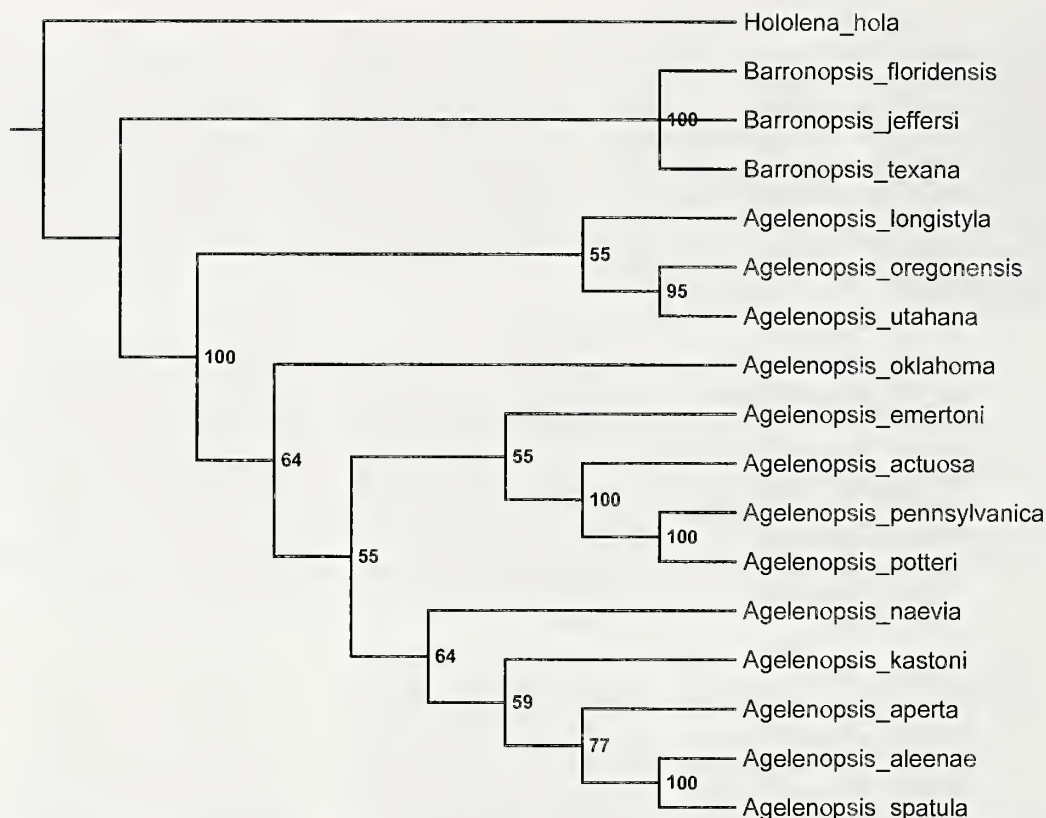 Hololena_hola
Barronopsis_floridensis
100
Barronopsis_jeffersi
Barronopsis_texana
Agelenopsis_longistyla
55
Agelenopsis_oregonensis
95
Agelenopsis_utahana
100
Agelenopsis_oklahoma
Agelenopsis_emertoni
64
55
Agelenopsis_actuosa
100
Agelenopsis_pennsylvanica
100
Agelenopsis_potteri
55
Agelenopsis_naevia
64
Agelenopsis_kastoni
59
Agelenopsis_aperta
77
Agelenopsis_aleenae
100
Agelenopsis_spatula